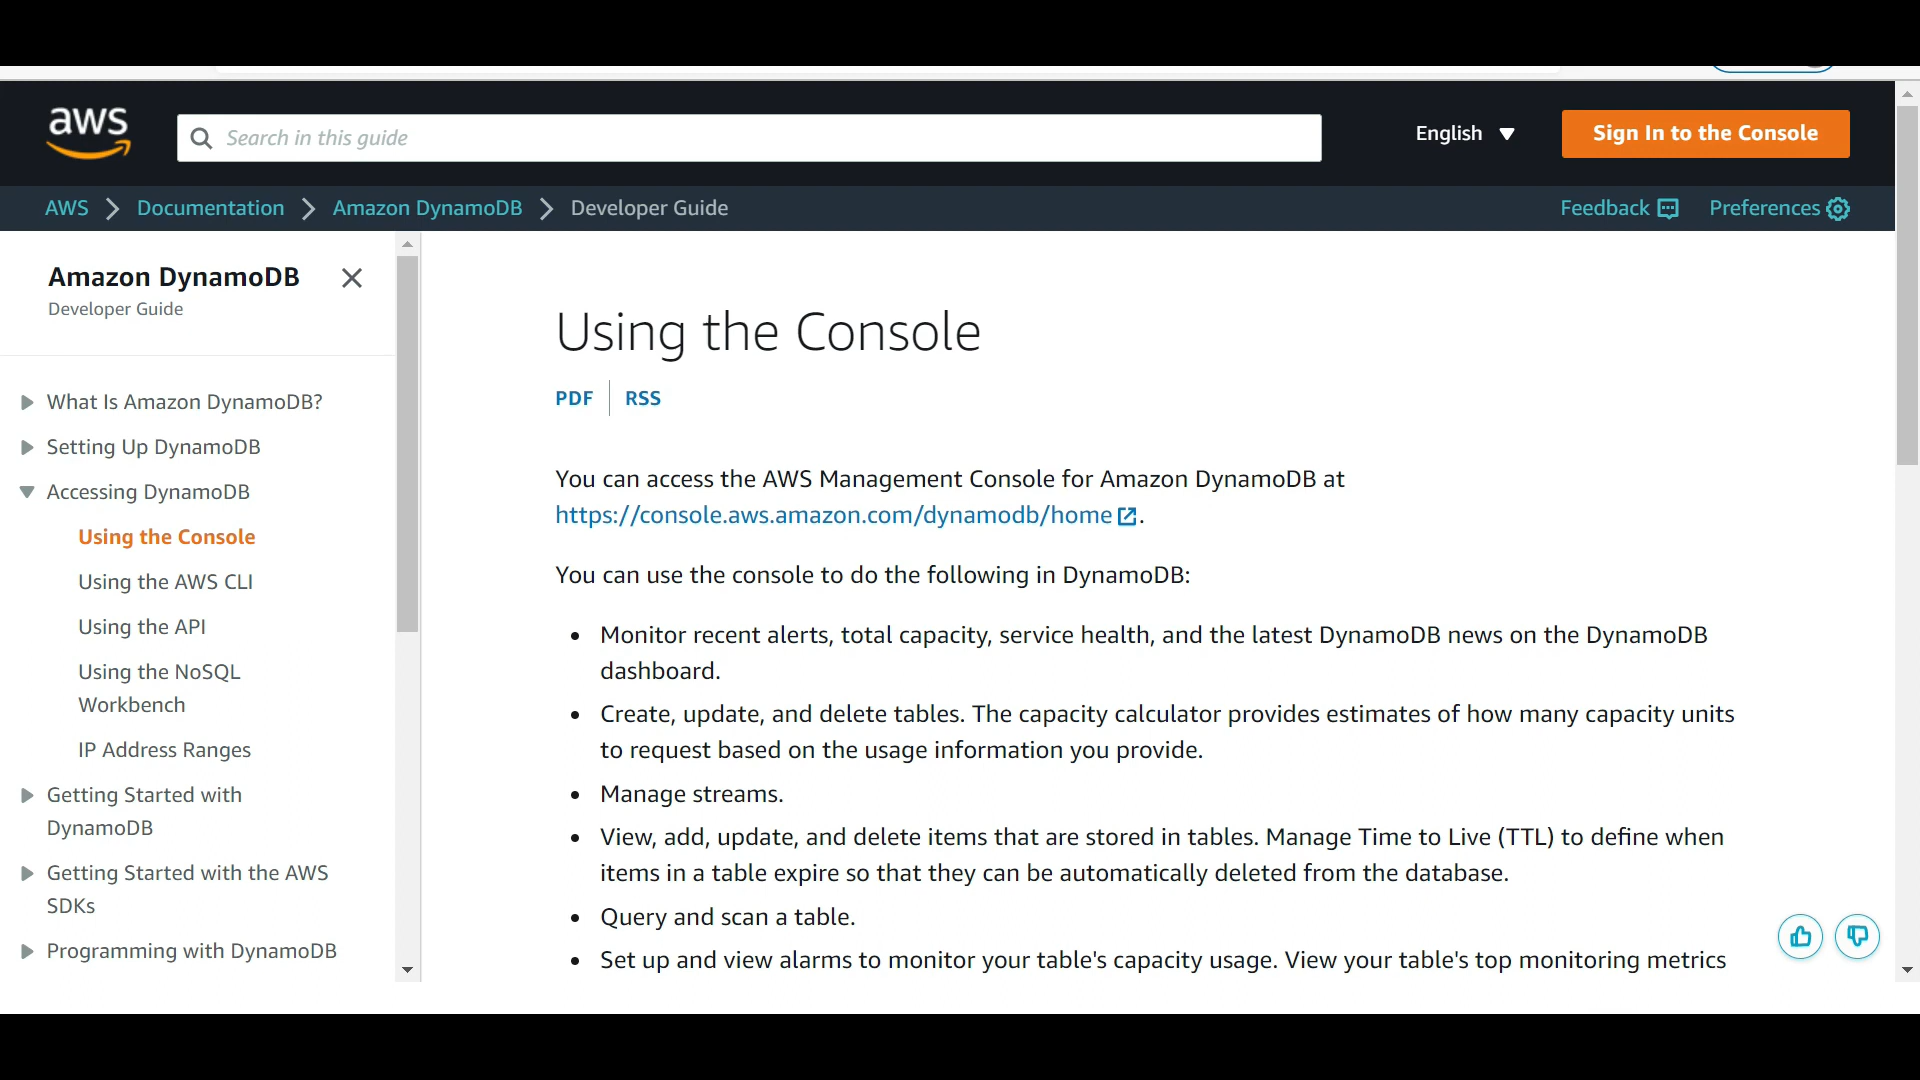 aws
Search in this guide
English
Sign In to the Console
AWS
Documentation
Amazon DynamoDB
Developer Guide
Feedback
Preferences
Amazon DynamoDB
Developer Guide
What Is Amazon DynamoDB?
Setting Up DynamoDB
Accessing DynamoDB
Using the Console
Using the AWS CLI
Using the API
Using the NoSQL
Workbench
IP Address Ranges
Getting Started with
DynamoDB
Getting Started with the AWS
SDKs
Programming with DynamoDB
Using the Console
PDF
RSS
You can access the AWS Management Console for Amazon DynamoDB at
https://console.aws.amazon.com/dynamodb/home.
You can use the console to do the following in DynamoDB:
• Monitor recent alerts, total capacity, service health, and the latest DynamoDB news on the DynamoDB
dashboard.
• Create, update, and delete tables. The capacity calculator provides estimates of how many capacity units
to request based on the usage information you provide.
• Manage streams.
• View, add, update, and delete items that are stored in tables. Manage Time to Live (TTL) to define when
items in a table expire so that they can be automatically deleted from the database.
• Query and scan a table.
• Set up and view alarms to monitor your table's capacity usage. View your table's top monitoring metrics